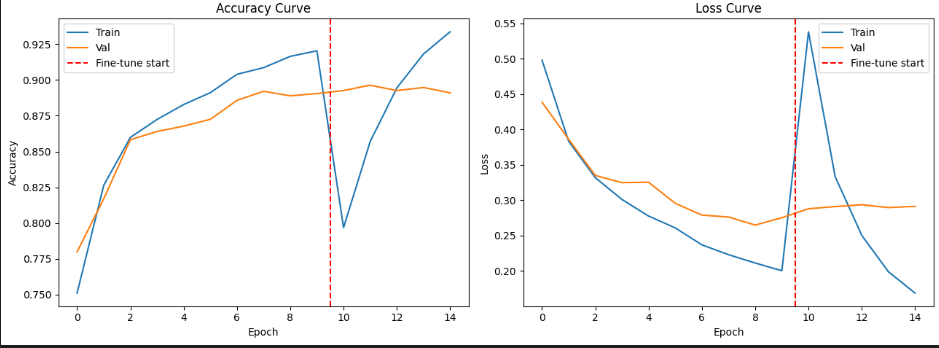 Accuracy Curve
Train
Val
Fine-tune start
0.925
0.900
0.875
0.850
0.825
0.800
0.775
0.750
Accuracy
0 2 4 6 8 10 12 14
Epoch
Loss Curve
Train
Val
Fine-tune start
0.55
0.50
0.45
0.40
0.35
0.30
0.25
0.20
Loss
0 2 4 6 8 10 12 14
Epoch